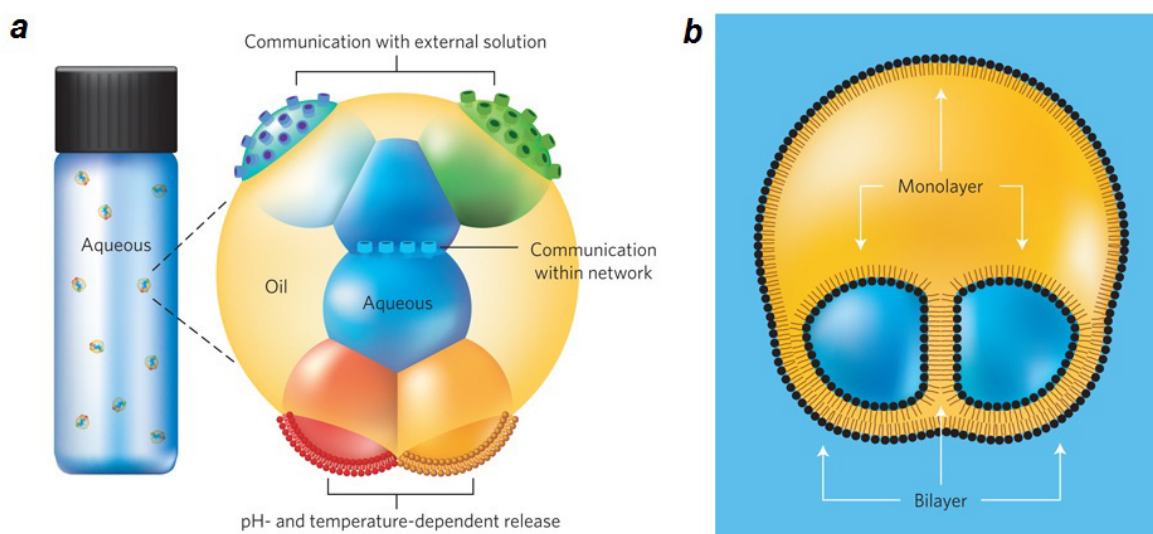 a
Communication with external solution
Aqueous
Oil
Aqueous
Communication
within network
pH- and temperature-dependent release
b
Monolayer
Bilayer